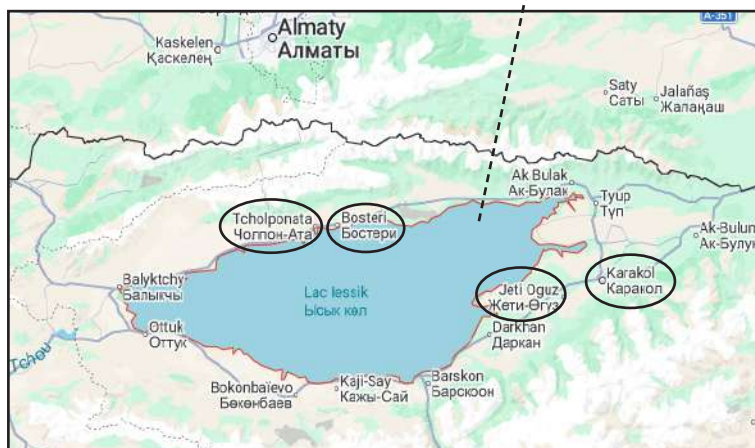 A-351
Almaty
Алматы
Kaskelen
Қаскелең
Saty
Саты
Jalañaş
Жалаңаш
Ak Bulak
Ак-Булак
Tyup
Түп
Tcholponata
Чолпон-Ата
Bosteri
Бостери
Ak-Bulun
Ак-Булун
Balyktchy
Балыкчы
Lac Iessik
Ысык көл
Jeti Oguz
Жети-Өгүз
Karakol
Каракол
Ottuk
Оттук
Darkhan
Даркан
Tchou
Bokonbaïevo
Бөкөнбаев
Kaji-Say
Кажы-Сай
Barskon
Барскоон